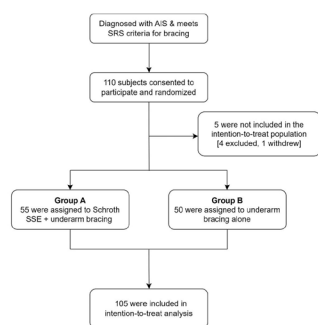 Diagnosed with AIS & meets
SRS criteria for bracing
110 subjects consented to
participate and randomized
5 were not included in the
intention-to-treat population
[4 excluded, 1 withdrew]
Group A
55 were assigned to Schroth
SSE + underarm bracing
Group B
50 were assigned to underarm
bracing alone
105 were included in
intention-to-treat analysis